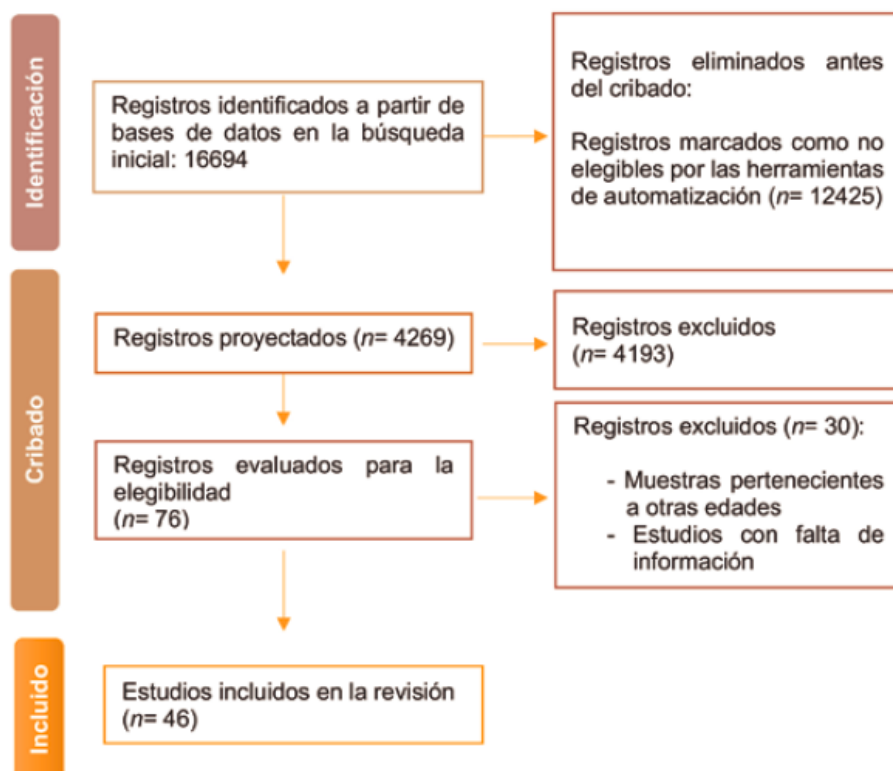 Identificación
Registros identificados a partir de
bases de datos en la búsqueda
inicial: 16694
Registros eliminados antes
del cribado:
Registros marcados como no
elegibles por las herramientas
de automatización (n= 12425)
Cribado
Registros proyectados (n= 4269)
Registros excluidos
(n= 4193)
Registros evaluados para la
elegibilidad
(n= 76)
Registros excluidos (n= 30):
- Muestras pertenecientes
a otras edades
- Estudios con falta de
información
Incluido
Estudios incluidos en la revisión
(n= 46)